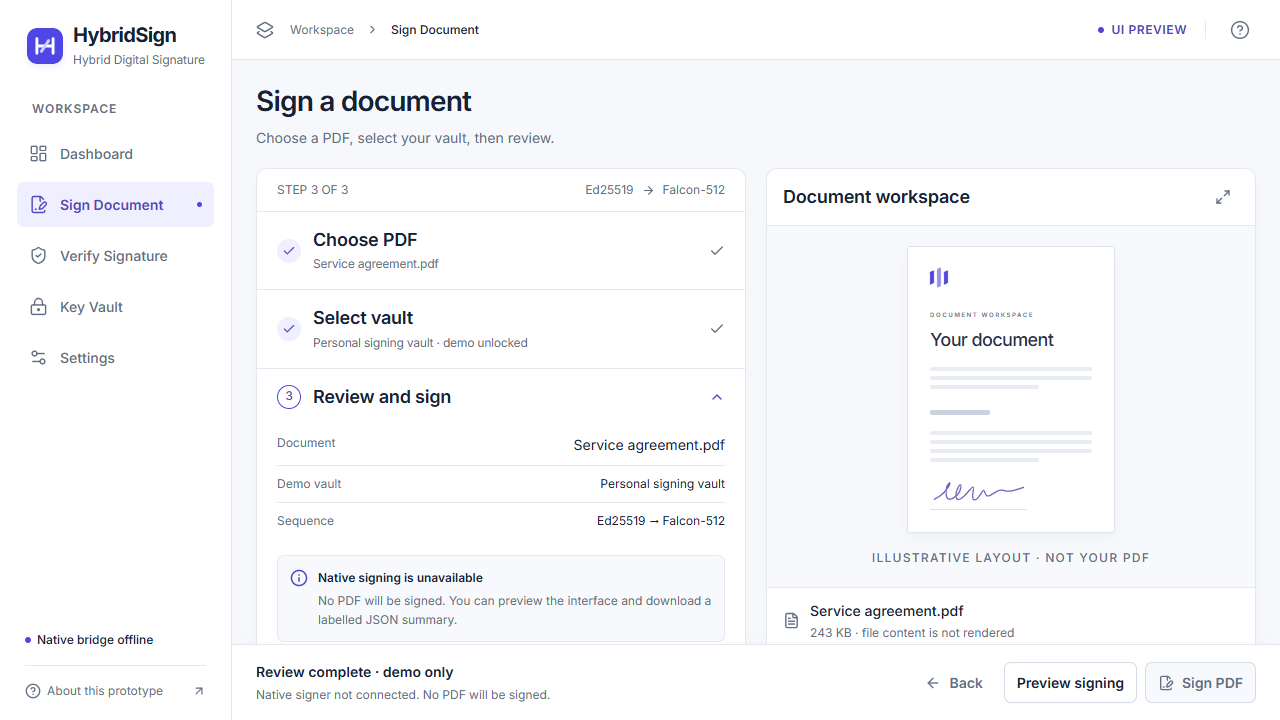 HybridSign
Hybrid Digital Signature
WORKSPACE
Dashboard
Sign Document
Verify Signature
Key Vault
Settings
Native bridge offline
About this prototype
Workspace
Sign Document
UI PREVIEW
Sign a document
Choose a PDF, select your vault, then review.
STEP 3 OF 3
Ed25519 → Falcon-512
Choose PDF
Service agreement.pdf
Select vault
Personal signing vault · demo unlocked
3
Review and sign
Document
Service agreement.pdf
Demo vault
Personal signing vault
Sequence
Ed25519 → Falcon-512
Native signing is unavailable
No PDF will be signed. You can preview the interface and download a
labelled JSON summary.
Document workspace
DOCUMENT WORKSPACE
Your document
ILLUSTRATIVE LAYOUT · NOT YOUR PDF
Service agreement.pdf
243 KB · file content is not rendered
Review complete · demo only
Native signer not connected. No PDF will be signed.
Back
Preview signing
Sign PDF